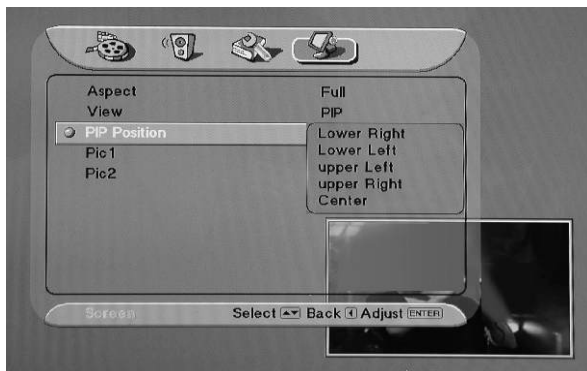 Aspect Full
View PIP
PIP Position
Lower Right
Lower Left
Pic1
upper Left
Pic2
upper Right
Center
Screen Select Back Adjust ENTER